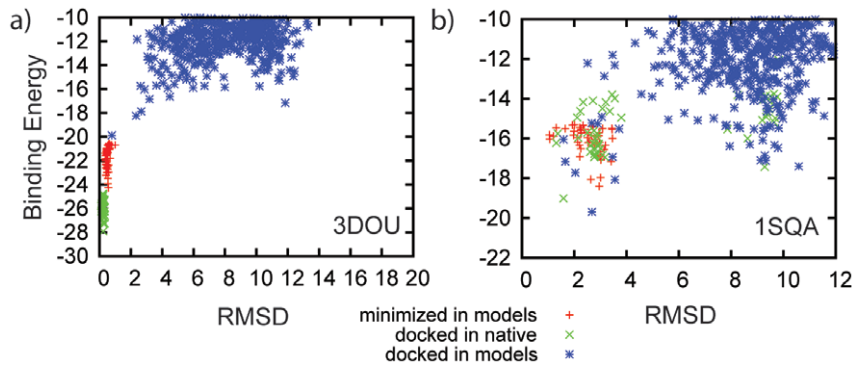 a)
Binding Energy
-10
-12
-14
-16
-18
-20
-22
-24
-26
-28
-30
0 2 4 6 8 10 12 14 16 18 20
3DOU
RMSD
b)
-10
-12
-14
-16
-18
-20
-22
0 2 4 6 8 10 12
1SQA
RMSD
minimized in models
docked in native
docked in models